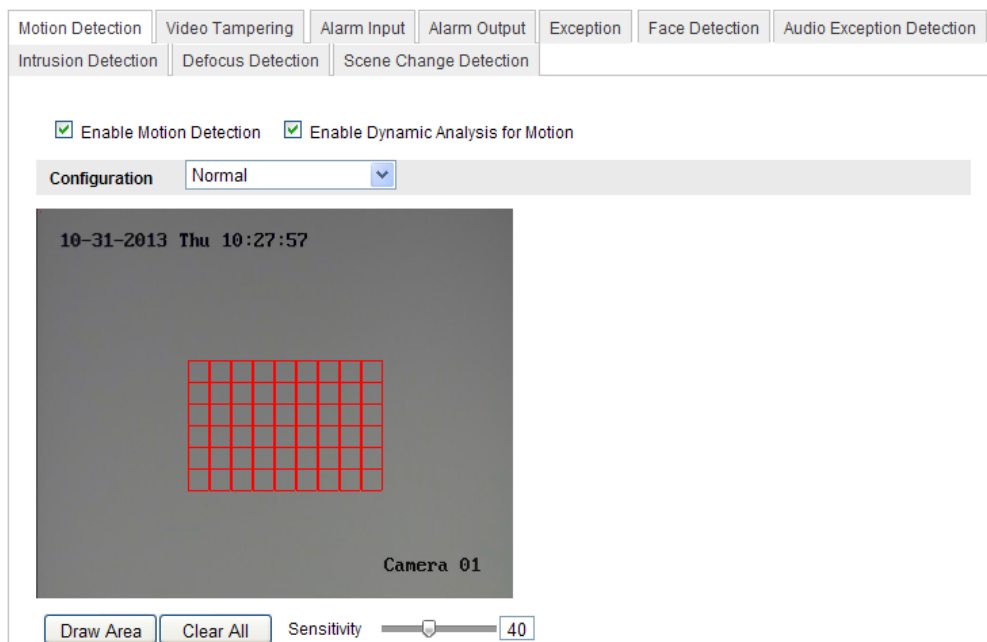 Motion Detection Video Tampering Alarm Input Alarm Output Exception Face Detection Audio Exception Detection
Intrusion Detection Defocus Detection Scene Change Detection
Enable Motion Detection Enable Dynamic Analysis for Motion
Configuration Normal
10-31-2013 Thu 10:27:57
Camera 01
Draw Area Clear All Sensitivity 40